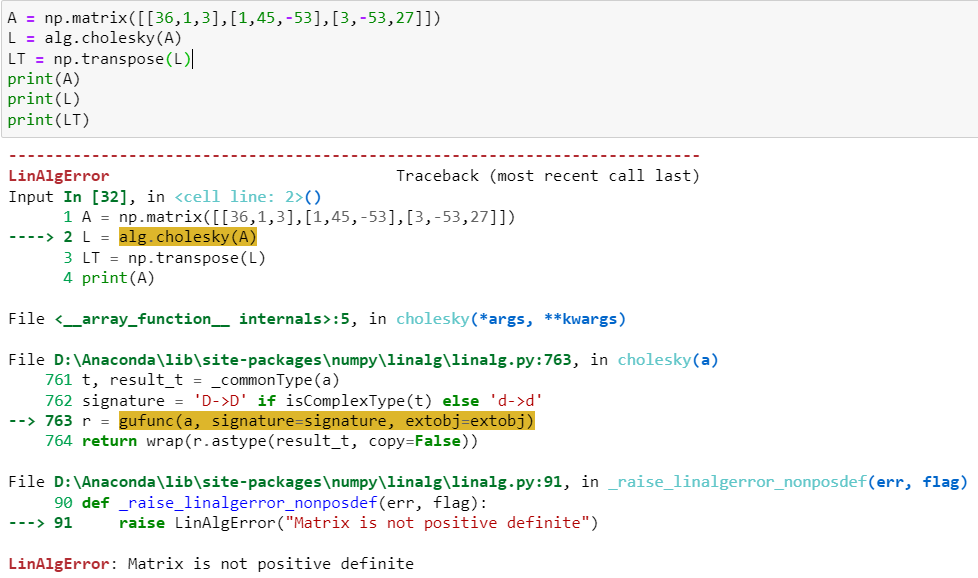 A = np.matrix([[36,1,3],[1,45,-53],[3,-53,27]])
L = alg.cholesky(A)
LT = np.transpose(L)
print(A)
print(L)
print(LT)
---------------------------------------------------------------------------
LinAlgError                               Traceback (most recent call last)
Input In [32], in <cell line: 2>()
      1 A = np.matrix([[36,1,3],[1,45,-53],[3,-53,27]])
----> 2 L = alg.cholesky(A)
      3 LT = np.transpose(L)
      4 print(A)
File <__array_function__ internals>:5, in cholesky(*args, **kwargs)
File D:\Anaconda\lib\site-packages\numpy\linalg\linalg.py:763, in cholesky(a)
    761 t, result_t = _commonType(a)
    762 signature = 'D->D' if isComplexType(t) else 'd->d'
--> 763 r = gufunc(a, signature=signature, extobj=extobj)
    764 return wrap(r.astype(result_t, copy=False))
File D:\Anaconda\lib\site-packages\numpy\linalg\linalg.py:91, in _raise_linalgerror_nonposdef(err, flag)
     90 def _raise_linalgerror_nonposdef(err, flag):
---> 91     raise LinAlgError("Matrix is not positive definite")
LinAlgError: Matrix is not positive definite